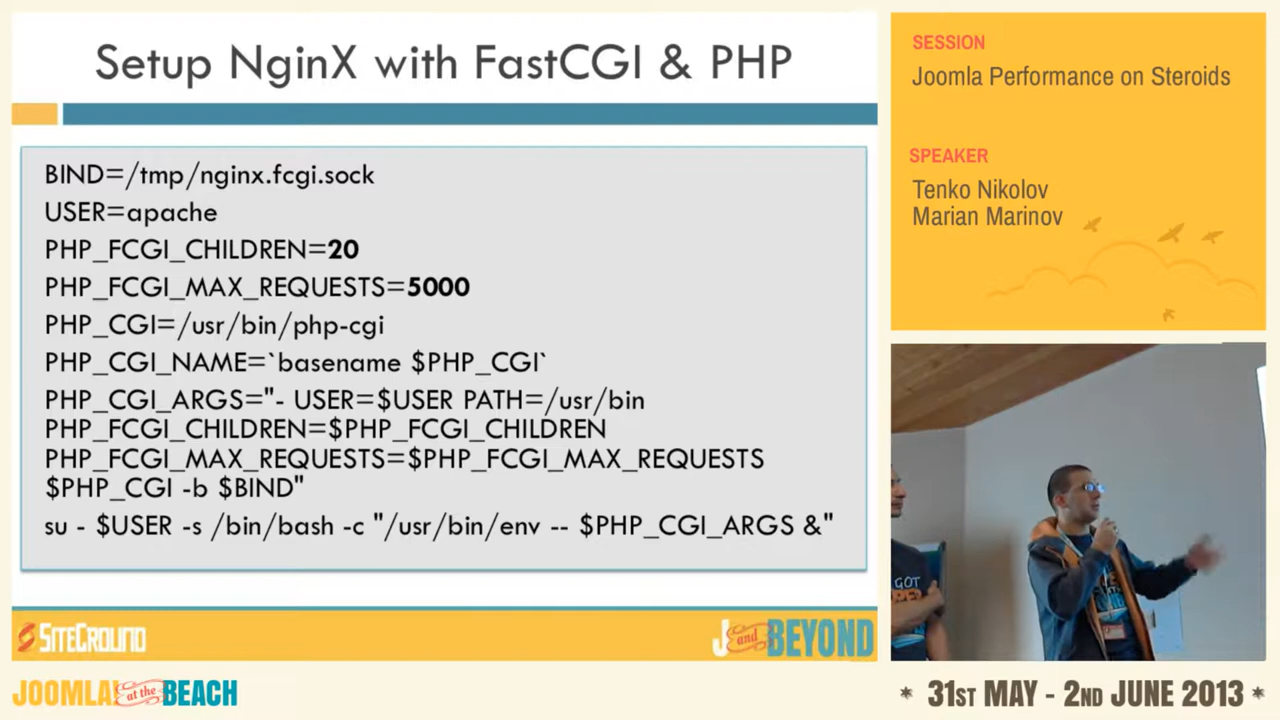 Setup NginX with FastCGI & PHP
BIND=/tmp/nginx.fcgi.sock
USER=apache
PHP_FCGI_CHILDREN=20
PHP_FCGI_MAX_REQUESTS=5000
PHP_CGI=/usr/bin/php-cgi
PHP_CGI_NAME=`basename $PHP_CGI`
PHP_CGI_ARGS="- USER=$USER PATH=/usr/bin
PHP_FCGI_CHILDREN=$PHP_FCGI_CHILDREN
PHP_FCGI_MAX_REQUESTS=$PHP_FCGI_MAX_REQUESTS
$PHP_CGI -b $BIND"
su - $USER -s /bin/bash -c "/usr/bin/env -- $PHP_CGI_ARGS &"
SITEGROUND
J and BEYOND
SESSION
Joomla Performance on Steroids
SPEAKER
Tenko Nikolov
Marian Marinov
GOT
JOOMLA! at the BEACH
* 31ST MAY - 2ND JUNE 2013 *